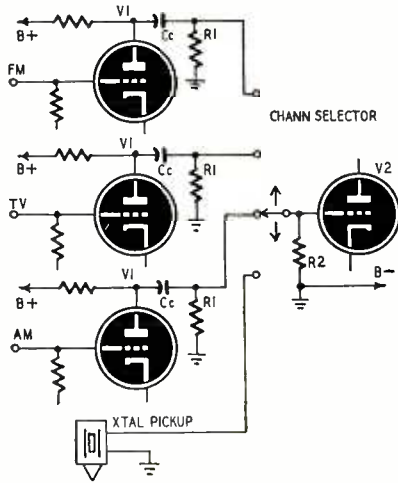 V1
B+
Cc
R1
FM
CHANN SELECTOR
V1
B+
Cc
R1
V2
TV
R2
B-
V1
B+
Cc
R1
AM
XTAL PICKUP